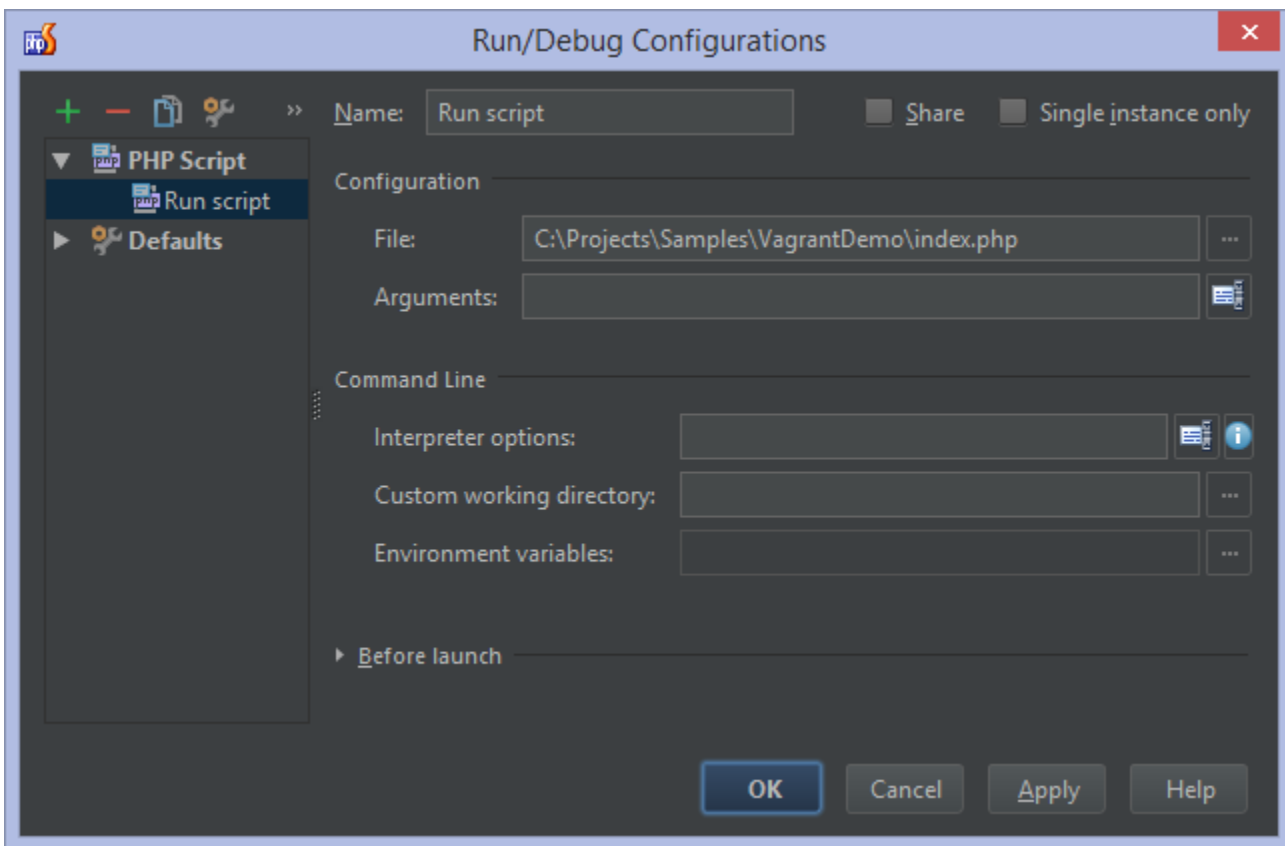 Run/Debug Configurations
Name: Run script Share Single instance only
PHP Script
Run script
Defaults
Configuration
File: C:\Projects\Samples\VagrantDemo\index.php ...
Arguments:
Command Line
Interpreter options:
Custom working directory: ...
Environment variables: ...
Before launch
OK Cancel Apply Help